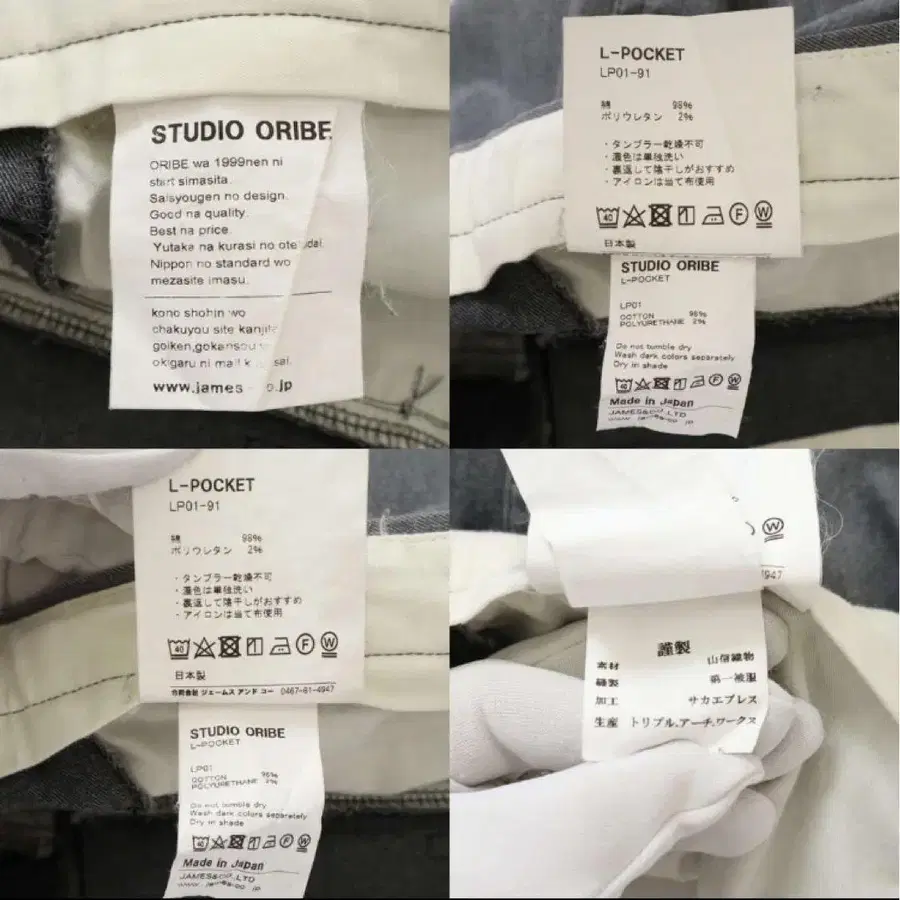 STUDIO ORIBE.
ORIBE wa 1999nen ni
start simasita.
Saisyougen no design.
Good na quality.
Best na price.
Yutaka na kurasi no
Nippon no standard wo
mezasite imasu.
kono shohin wo
chakuyou site
goiken,gokansou
okigaru ni mail
www.james
L-POCKET
LP01-91
綿 98%
ポリウレタン 2%
・タンブラー乾燥不可
・濃色は単独洗い
・裏返して陰干しがおすすめ
・アイロンは当て布使用
40 F W
日本製
STUDIO ORIBE
L-POCKET
LP01
COTTON 98%
POLYURETHANE 2%
Do not tumble dry
Wash dark colors separately
Dry in shade
40 F W
Made in Japan
JAMES&CO.,LTD
L-POCKET
LP01-91
綿 98%
ポリウレタン 2%
・タンブラー乾燥不可
・濃色は単独洗い
・裏返して陰干しがおすすめ
・アイロンは当て布使用
40 F W
日本製
合同会社 ジェームス アンド コー 0467-81-4947
STUDIO ORIBE
L-POCKET
LP01
COTTON 98%
POLYURETHANE 2%
Do not tumble dry
Wash dark colors separately
Dry in shade
40 F W
Made in Japan
JAMES&CO.,LTD
W
4947
謹製
素材
縫製 第一被服
加工 サカエプレス
生産 トリプル.アーチ.ワークス